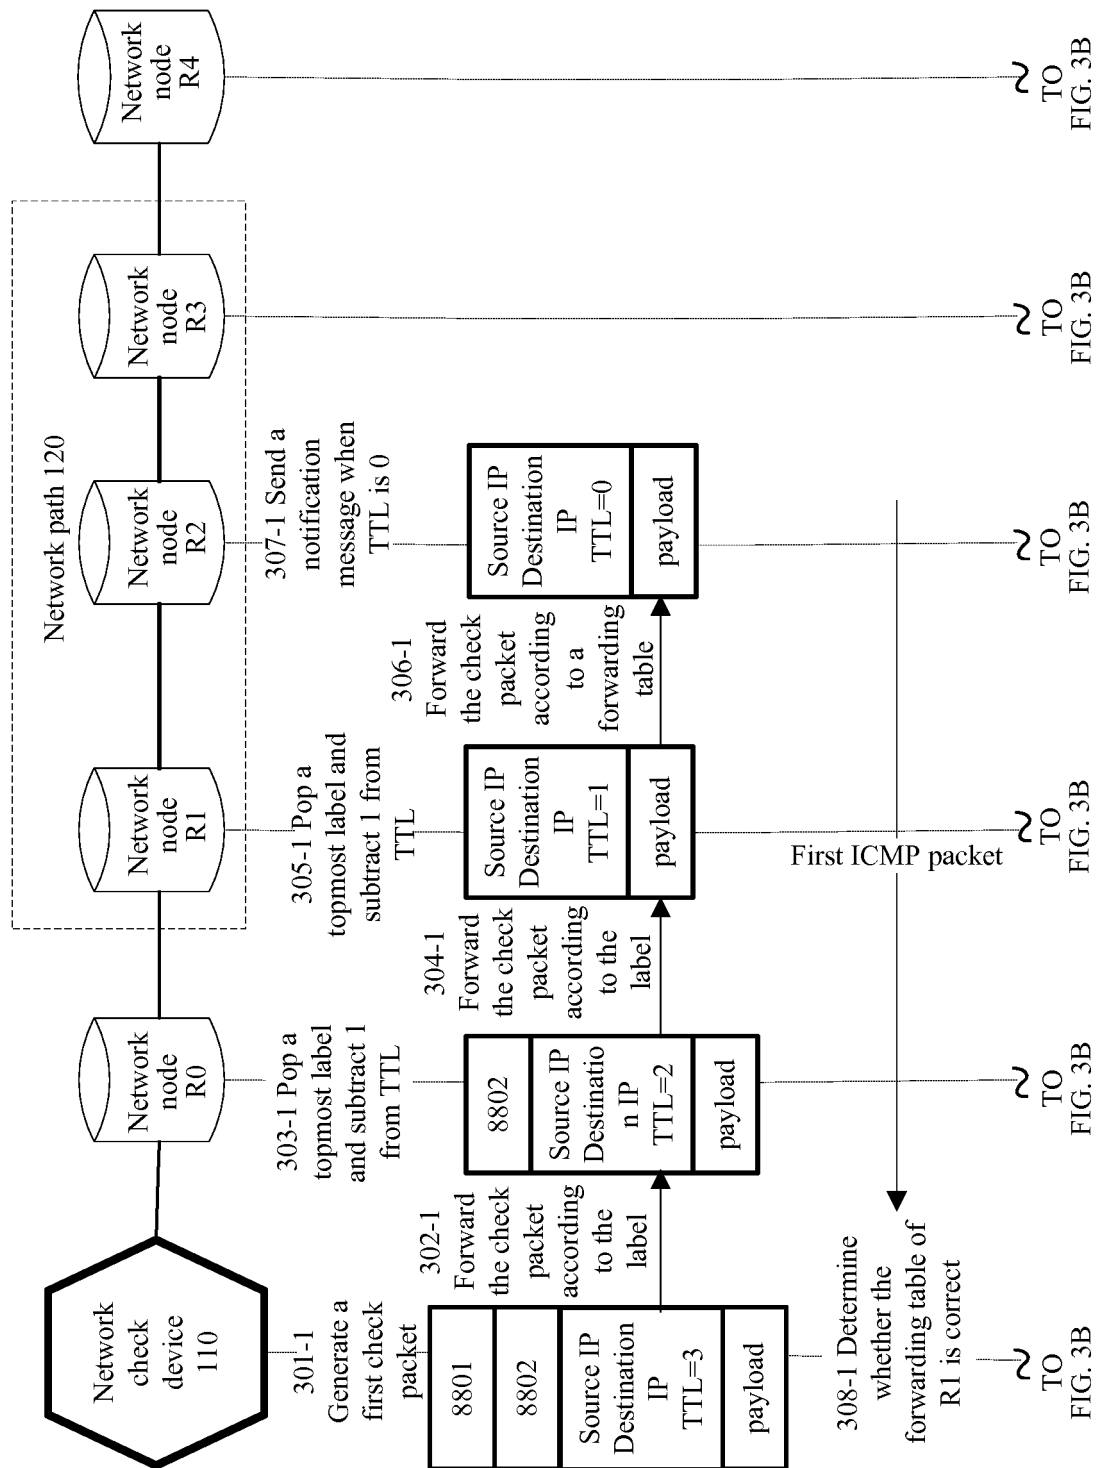 Network path 120
Network
check
device
110
Network
node
R0
Network
node
R1
Network
node
R2
Network
node
R3
Network
node
R4
301-1
Generate a
first check
packet
303-1 Pop a
topmost label
and subtract 1
from TTL
305-1 Pop a
topmost label and
subtract 1 from
TTL
307-1 Send a
notification
message when
TTL is 0
8801
8802
Source IP
Destination
IP
TTL=3
payload
302-1
Forward
the check
packet
according
to the
label
8802
Source IP
Destinatio
n IP
TTL=2
payload
304-1
Forward
the check
packet
according
to the
label
Source IP
Destination
IP
TTL=1
payload
306-1
Forward
the check
packet
according
to a
forwarding
table
Source IP
Destination
IP
TTL=0
payload
First ICMP packet
308-1 Determine
whether the
forwarding table of
R1 is correct
TO
FIG. 3B
TO
FIG. 3B
TO
FIG. 3B
TO
FIG. 3B
TO
FIG. 3B
TO
FIG. 3B